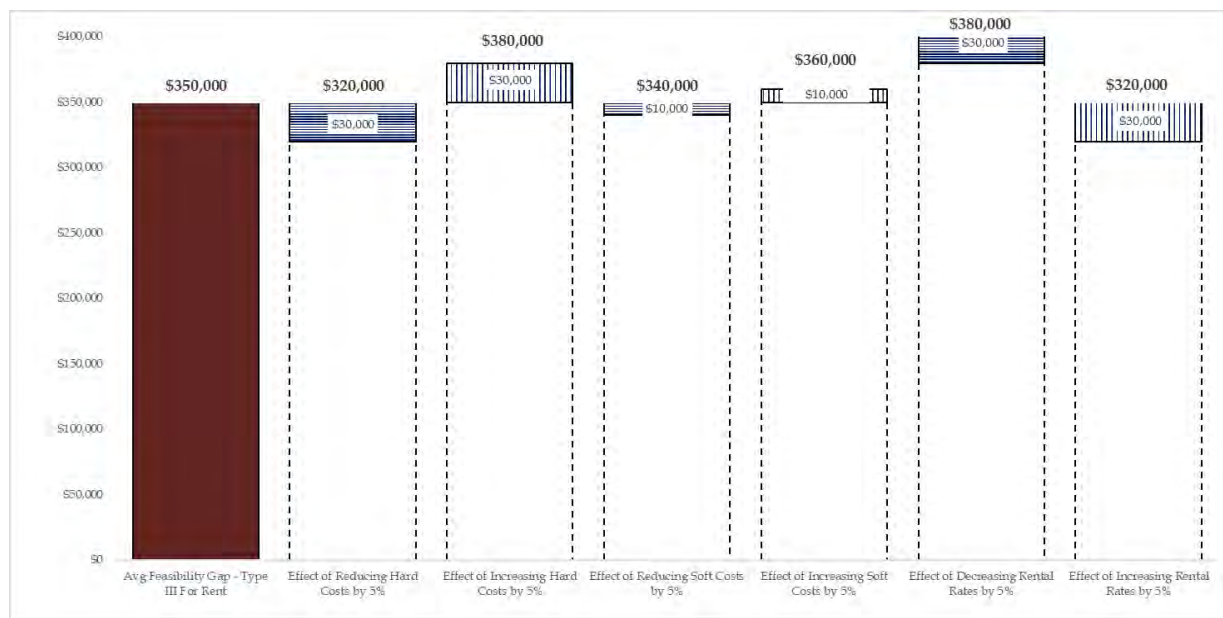 $400,000
$350,000
$300,000
$250,000
$200,000
$150,000
$100,000
$50,000
$0
$350,000
$320,000
$30,000
$380,000
$30,000
$340,000
$10,000
$360,000
$10,000
$380,000
$30,000
$320,000
$30,000
Avg Feasibility Gap - Type
III For Rent
Effect of Reducing Hard
Costs by 5%
Effect of Increasing Hard
Costs by 5%
Effect of Reducing Soft Costs
by 5%
Effect of Increasing Soft
Costs by 5%
Effect of Decreasing Rental
Rates by 5%
Effect of Increasing Rental
Rates by 5%